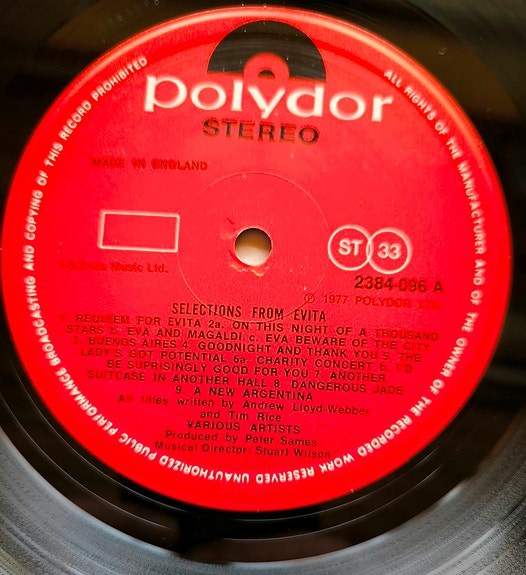 polydor
STEREO
MADE IN ENGLAND
ST 33
2384-096 A
Ⓟ 1977 POLYDOR LTD.
Evita Music Ltd.
SELECTIONS FROM EVITA
1. REQUIEM FOR EVITA 2a. ON THIS NIGHT OF A THOUSAND
STARS b. EVA AND MAGALDI c. EVA BEWARE OF THE CITY
3. BUENOS AIRES 4. GOODNIGHT AND THANK YOU 5. THE
LADY'S GOT POTENTIAL 6a. CHARITY CONCERT b. I'D
BE SUPRISINGLY GOOD FOR YOU 7. ANOTHER
SUITCASE IN ANOTHER HALL 8. DANGEROUS JADE
9. A NEW ARGENTINA
All titles written by Andrew Lloyd-Webber
and Tim Rice
VARIOUS ARTISTS
Produced by Peter Sames
Musical Director: Stuart Wilson
ALL RIGHTS OF THE MANUFACTURER AND OF THE OWNER OF THE RECORDED WORK RESERVED UNAUTHORIZED PUBLIC PERFORMANCE BROADCASTING AND COPYING OF THIS RECORD PROHIBITED